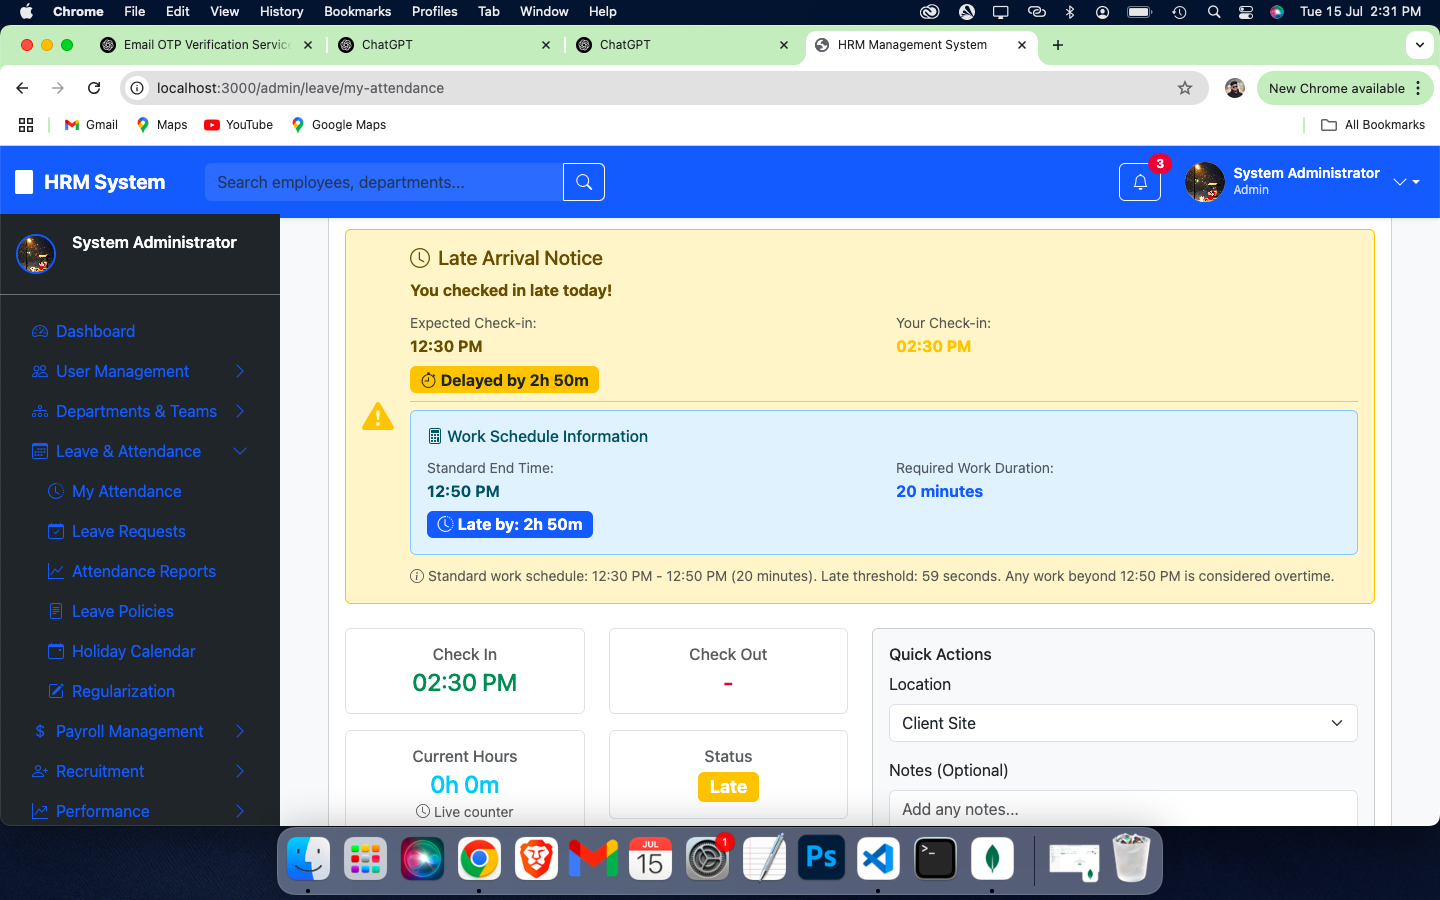 Chrome File Edit View History Bookmarks Profiles Tab Window Help Tue 15 Jul 2:31 PM
Email OTP Verification Servic ChatGPT ChatGPT HRM Management System
localhost:3000/admin/leave/my-attendance New Chrome available
Gmail Maps YouTube Google Maps All Bookmarks
HRM System Search employees, departments... 3 System Administrator
Admin
System Administrator
Dashboard
User Management
Departments & Teams
Leave & Attendance
My Attendance
Leave Requests
Attendance Reports
Leave Policies
Holiday Calendar
Regularization
$ Payroll Management
Recruitment
Performance
Late Arrival Notice
You checked in late today!
Expected Check-in: Your Check-in:
12:30 PM 02:30 PM
Delayed by 2h 50m
Work Schedule Information
Standard End Time: Required Work Duration:
12:50 PM 20 minutes
Late by: 2h 50m
Standard work schedule: 12:30 PM - 12:50 PM (20 minutes). Late threshold: 59 seconds. Any work beyond 12:50 PM is considered overtime.
Check In
02:30 PM
Check Out
-
Current Hours
0h 0m
Live counter
Status
Late
Quick Actions
Location
Client Site
Notes (Optional)
Add any notes...
JUL
15
1
Ps
>_